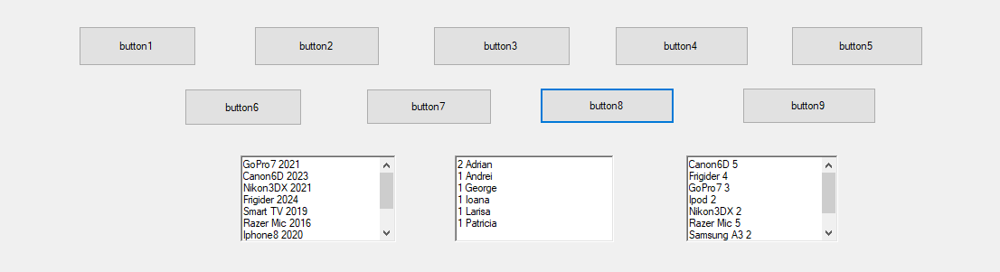 button1
button2
button3
button4
button5
button6
button7
button8
button9
GoPro7 2021
Canon6D 2023
Nikon3DX 2021
Frigider 2024
Smart TV 2019
Razer Mic 2016
Iphone8 2020
2 Adrian
1 Andrei
1 George
1 Ioana
1 Larisa
1 Patricia
Canon6D 5
Frigider 4
GoPro7 3
Ipod 2
Nikon3DX 2
Razer Mic 5
Samsung A3 2